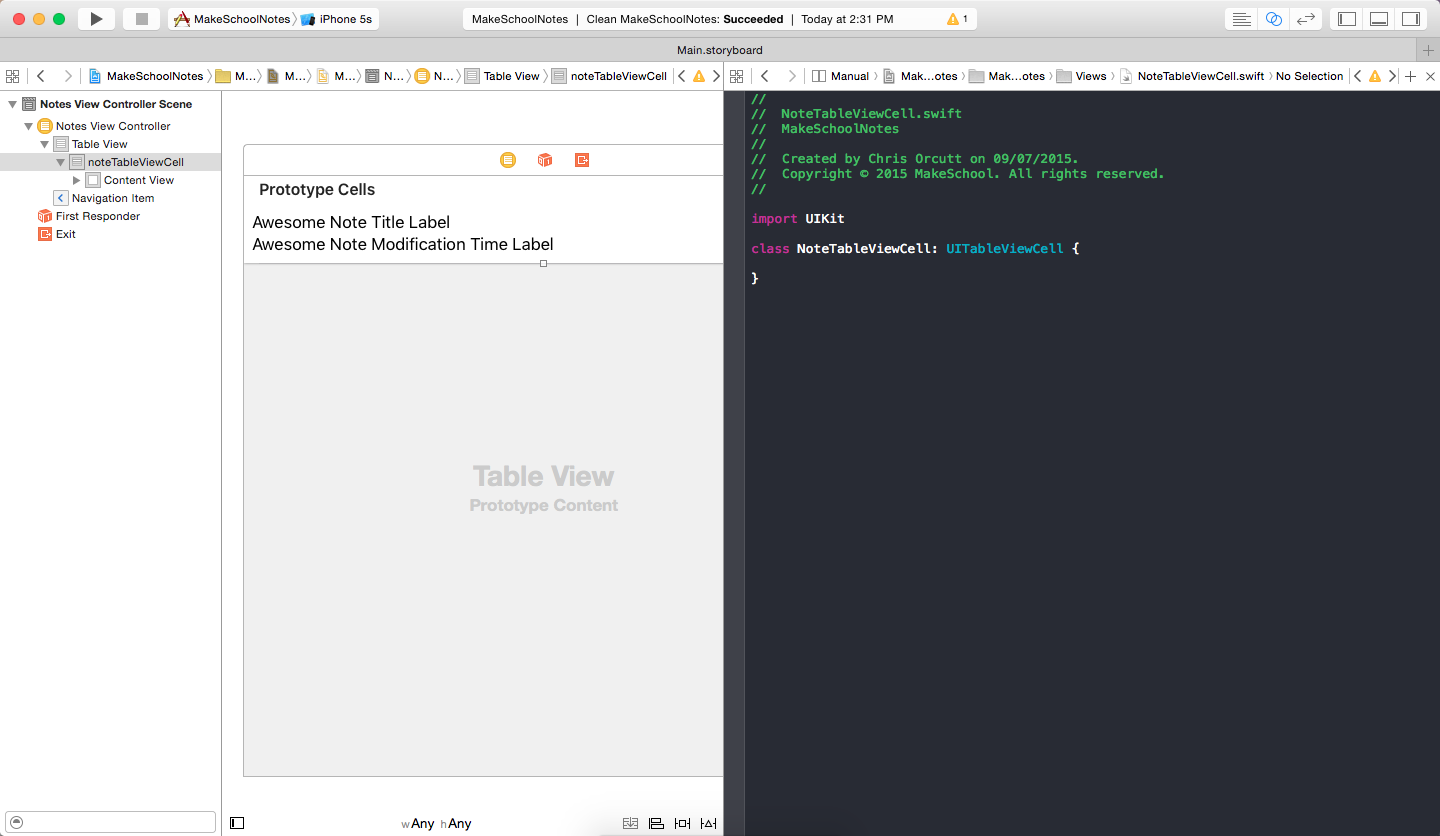 MakeSchoolNotes iPhone 5s
MakeSchoolNotes | Clean MakeSchoolNotes: Succeeded | Today at 2:31 PM 1
Main.storyboard
MakeSchoolNotes M... M... M... N... N... Table View noteTableViewCell
Manual Mak...otes Mak...otes Views NoteTableViewCell.swift No Selection
Notes View Controller Scene
Notes View Controller
Table View
noteTableViewCell
Content View
Navigation Item
First Responder
Exit
Prototype Cells
Awesome Note Title Label
Awesome Note Modification Time Label
Table View
Prototype Content
wAny hAny
//
// NoteTableViewCell.swift
// MakeSchoolNotes
//
// Created by Chris Orcutt on 09/07/2015.
// Copyright © 2015 MakeSchool. All rights reserved.
//
import UIKit
class NoteTableViewCell: UITableViewCell {
}